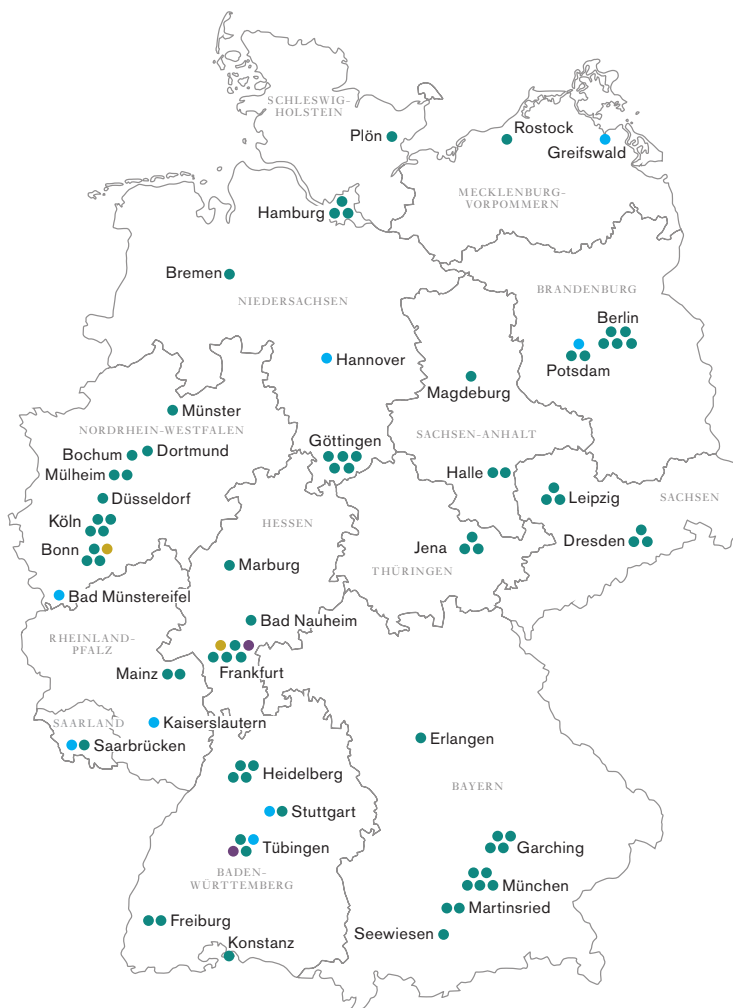 SCHLESWIG-
HOLSTEIN
Plön
Rostock
Greifswald
MECKLENBURG-
VORPOMMERN
Hamburg
Bremen
NIEDERSACHSEN
BRANDENBURG
Berlin
Potsdam
Hannover
Magdeburg
Münster
NORDRHEIN-WESTFALEN
Göttingen
SACHSEN-ANHALT
Bochum
Dortmund
Mülheim
Halle
Düsseldorf
Leipzig
SACHSEN
Köln
HESSEN
Bonn
Jena
Dresden
Marburg
THÜRINGEN
Bad Münstereifel
Bad Nauheim
RHEINLAND-
PFALZ
Mainz
Frankfurt
SAARLAND
Kaiserslautern
Saarbrücken
Erlangen
Heidelberg
BAYERN
Stuttgart
Tübingen
Garching
BADEN-
WÜRTTEMBERG
München
Martinsried
Freiburg
Seewiesen
Konstanz